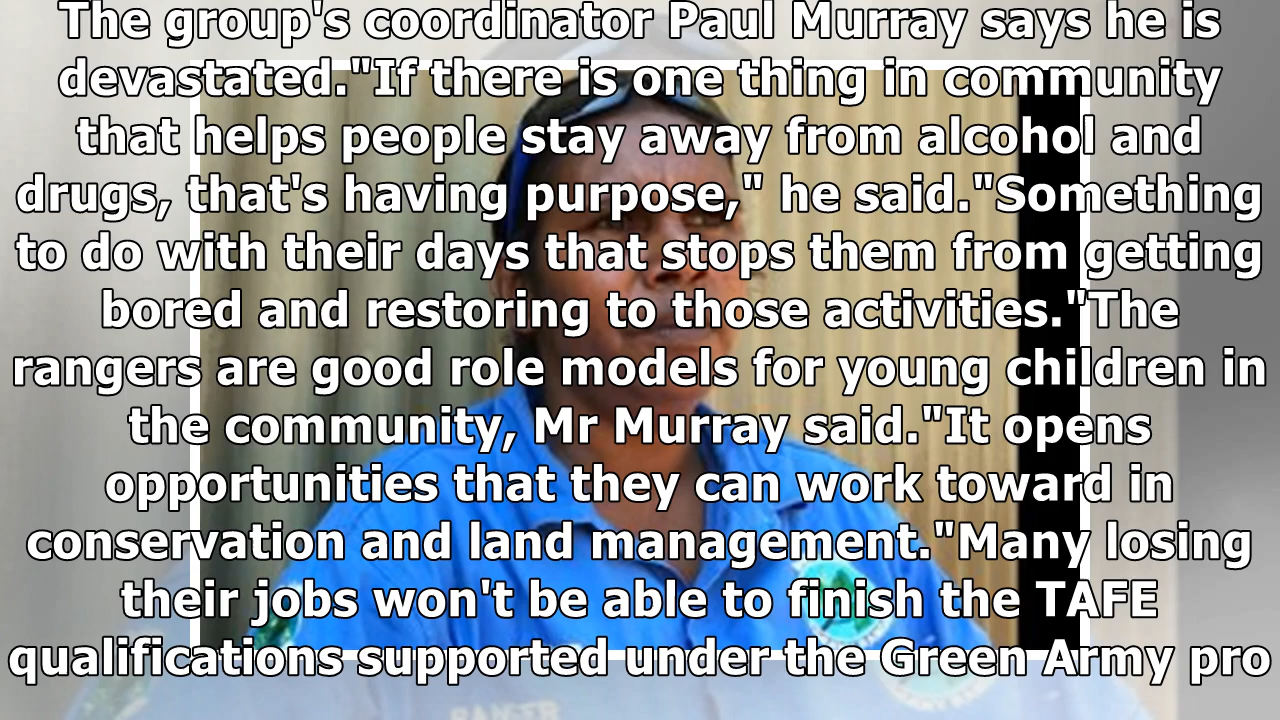 The group's coordinator Paul Murray says he is
devastated."If there is one thing in community
that helps people stay away from alcohol and
drugs, that's having purpose," he said."Something
to do with their days that stops them from getting
bored and restoring to those activities."The
rangers are good role models for young children in
the community, Mr Murray said."It opens
opportunities that they can work toward in
conservation and land management."Many losing
their jobs won't be able to finish the TAFE
qualifications supported under the Green Army pro
RANGER